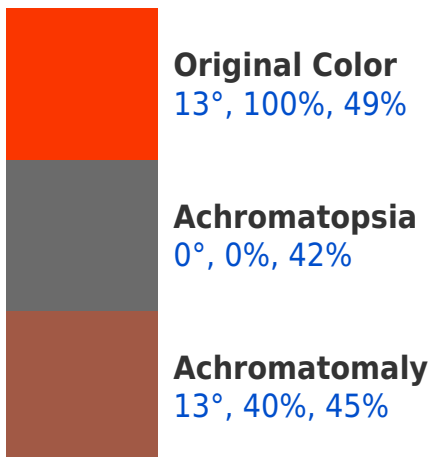 Original Color
13°, 100%, 49%
Achromatopsia
0°, 0%, 42%
Achromatomaly
13°, 40%, 45%